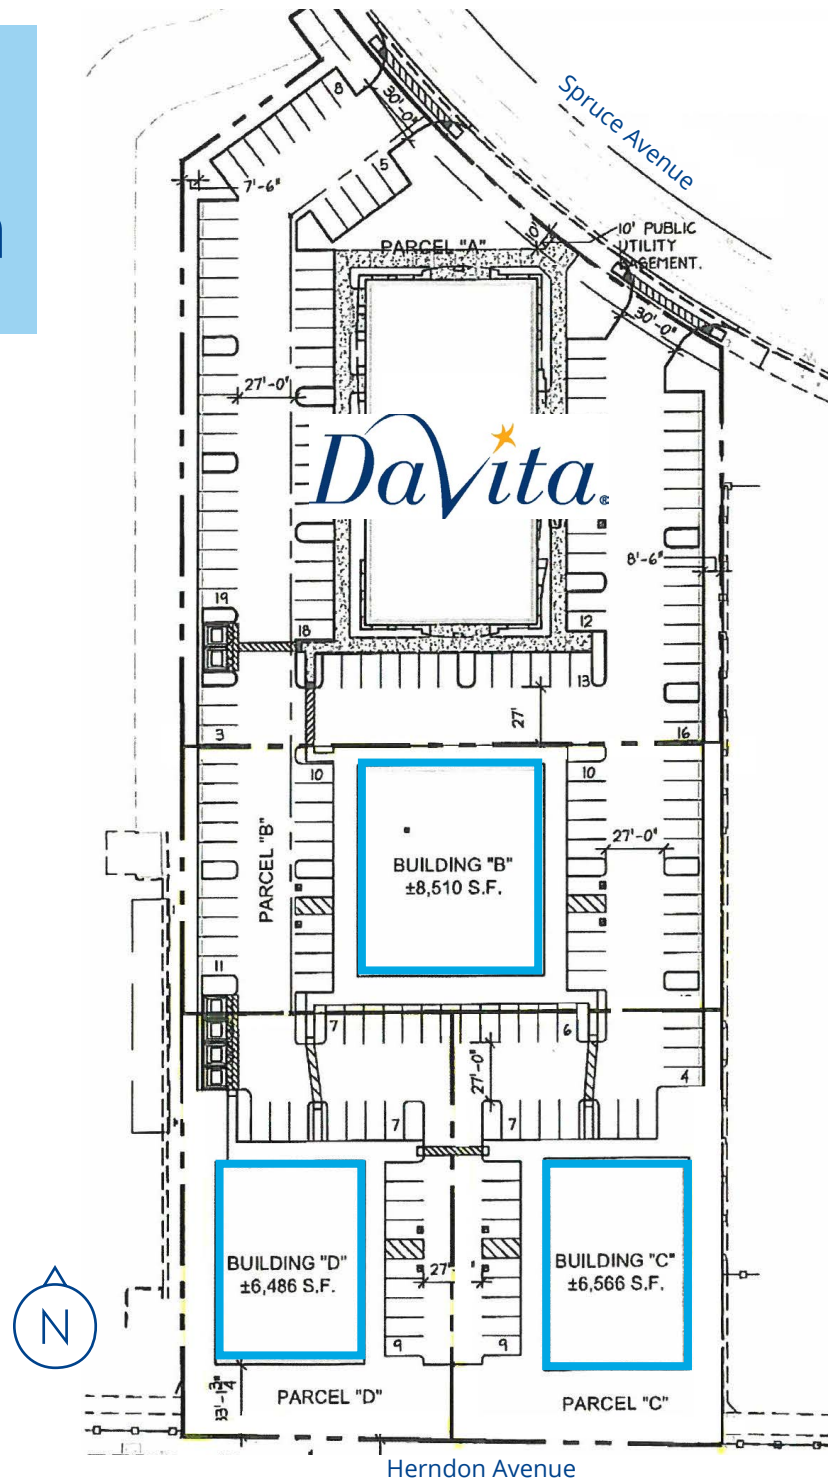 Spruce Avenue
8
30'-0"
5
7'-6"
10'
10' PUBLIC
UTILITY
EASEMENT.
PARCEL "A"
30'-0"
27'-0"
DaVita®
8'-6"
19
18
12
13
27'
3
16
10
10
27'-0"
PARCEL "B"
BUILDING "B"
±8,510 S.F.
11
7
6
27'-0"
4
7
7
BUILDING "D"
±6,486 S.F.
BUILDING "C"
±6,566 S.F.
27'
9
9
N
PARCEL "D"
PARCEL "C"
Herndon Avenue